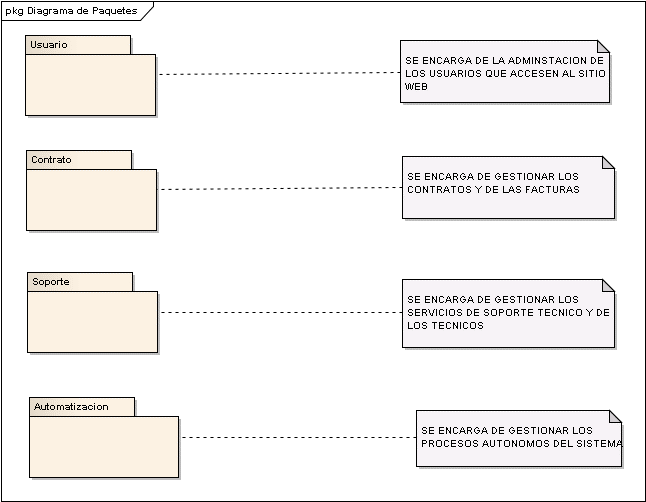 pkg Diagrama de Paquetes
Usuario
SE ENCARGA DE LA ADMINSTACION DE
LOS USUARIOS QUE ACCESEN AL SITIO
WEB
Contrato
SE ENCARGA DE GESTIONAR LOS
CONTRATOS Y DE LAS FACTURAS
Soporte
SE ENCARGA DE GESTIONAR LOS
SERVICIOS DE SOPORTE TECNICO Y DE
LOS TECNICOS
Automatizacion
SE ENCARGA DE GESTIONAR LOS
PROCESOS AUTONOMOS DEL SISTEMA